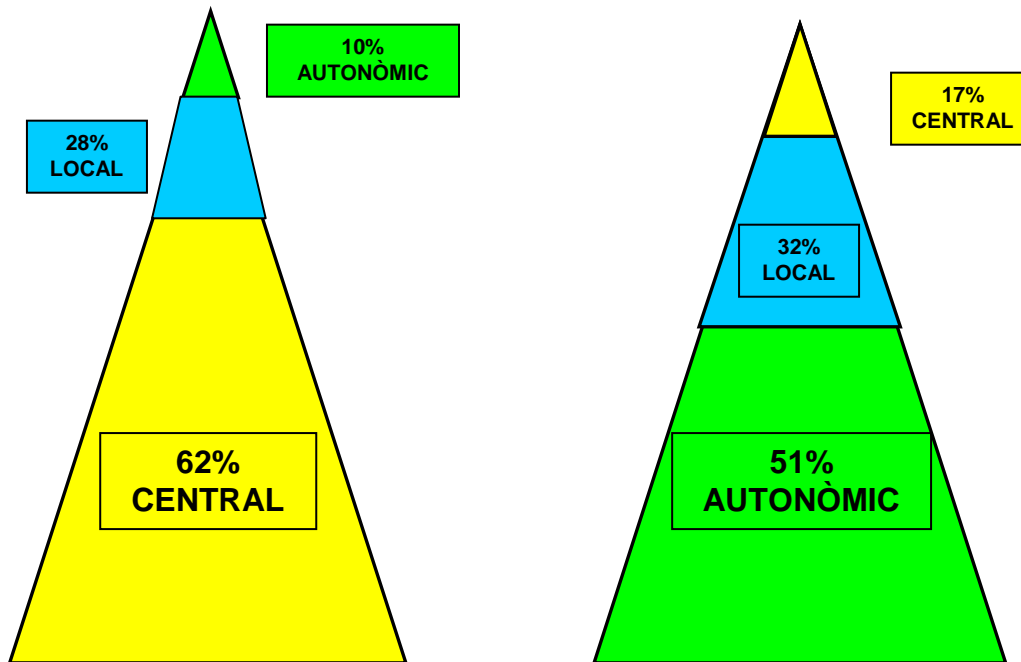 10%
AUTONÒMIC
28%
LOCAL
62%
CENTRAL
17%
CENTRAL
32%
LOCAL
51%
AUTONÒMIC